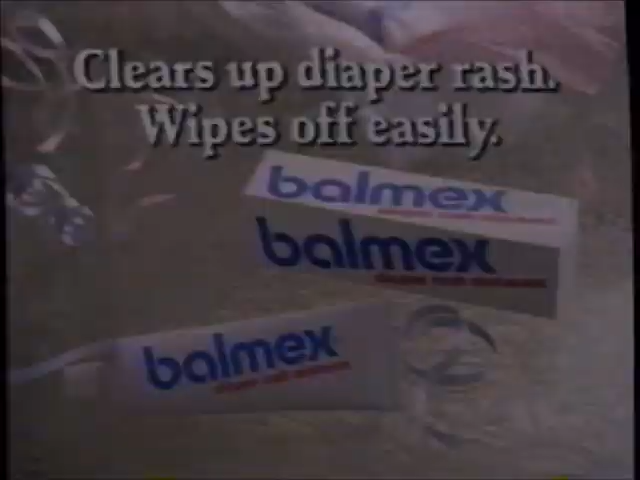 Clears up diaper rash.
Wipes off easily.
balmex
balmex
balmex